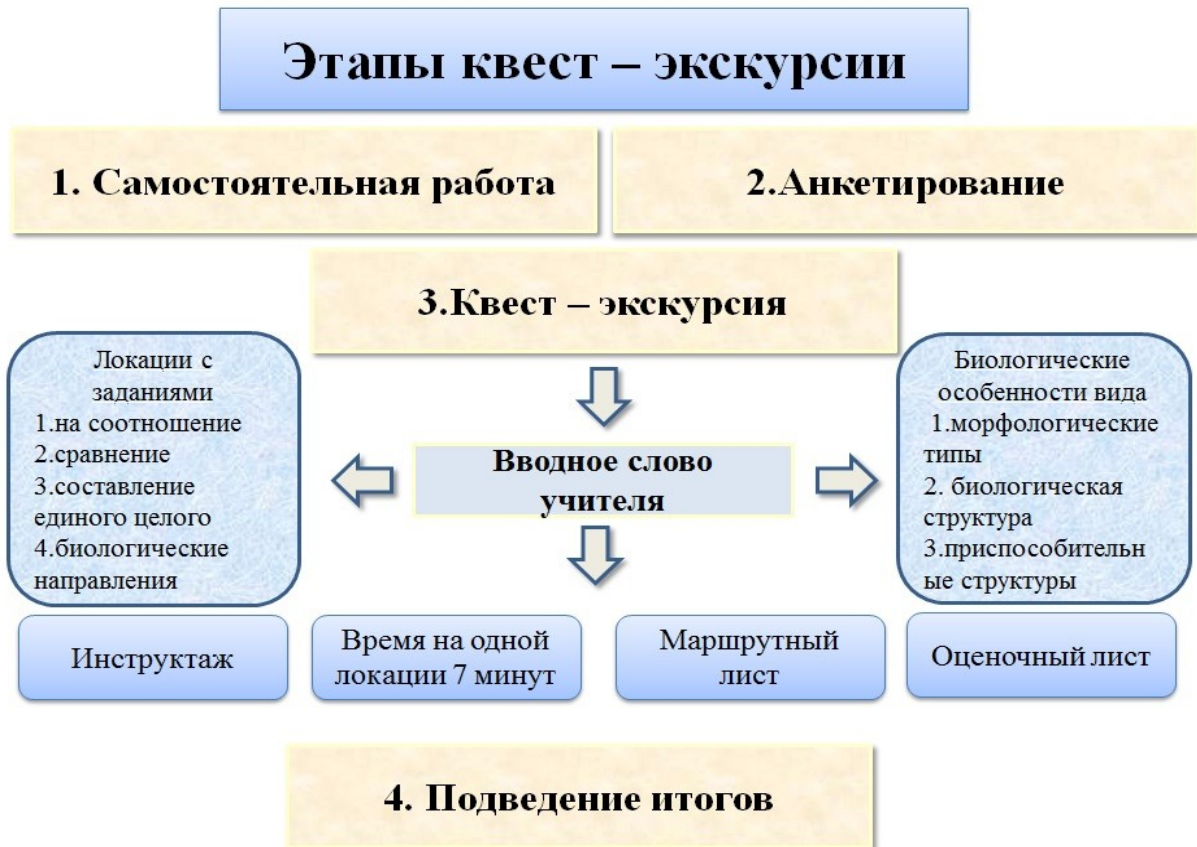 Этапы квест – экскурсии
1. Самостоятельная работа
2.Анкетирование
3.Квест – экскурсия
Локации с
заданиями
1.на соотношение
2.сравнение
3.составление
единого целого
4.биологические
направления
Вводное слово
учителя
Биологические
особенности вида
1.морфологические
типы
2. биологическая
структура
3.приспособительн
ые структуры
Инструктаж
Время на одной
локации 7 минут
Маршрутный
лист
Оценочный лист
4. Подведение итогов